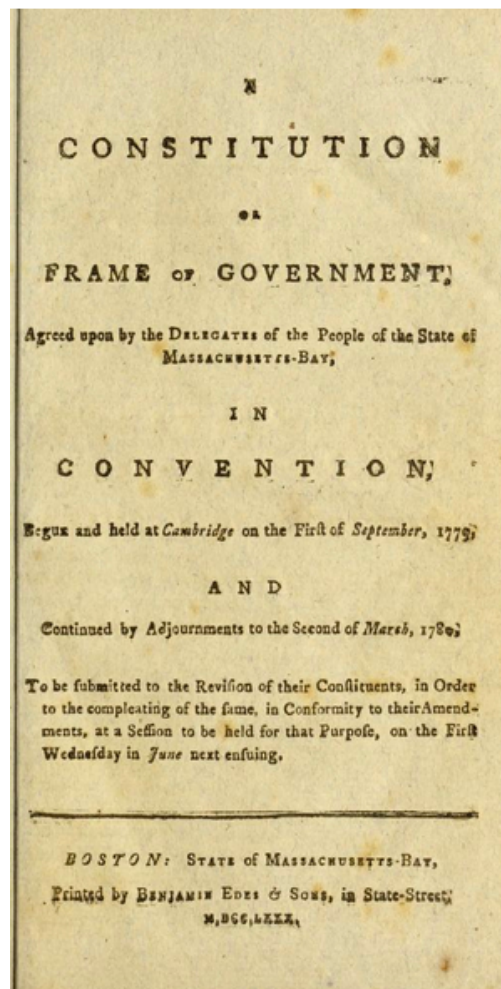 A
CONSTITUTION
OR
FRAME OF GOVERNMENT,
Agreed upon by the DELEGATES of the People of the State of
MASSACHUSETTS-BAY,
IN
CONVENTION,
Begun and held at Cambridge on the Firſt of September, 1779,
AND
Continued by Adjournments to the Second of March, 1780;
To be ſubmitted to the Reviſion of their Conſtituents, in Order
to the compleating of the ſame, in Conformity to their Amend-
ments, at a Seſſion to be held for that Purpoſe, on the Firſt
Wedneſday in June next enſuing.
BOSTON: STATE of MASSACHUSETTS-BAY,
Printed by BENJAMIN EDES & SONS, in State-Street,
M,DCC,LXXX.